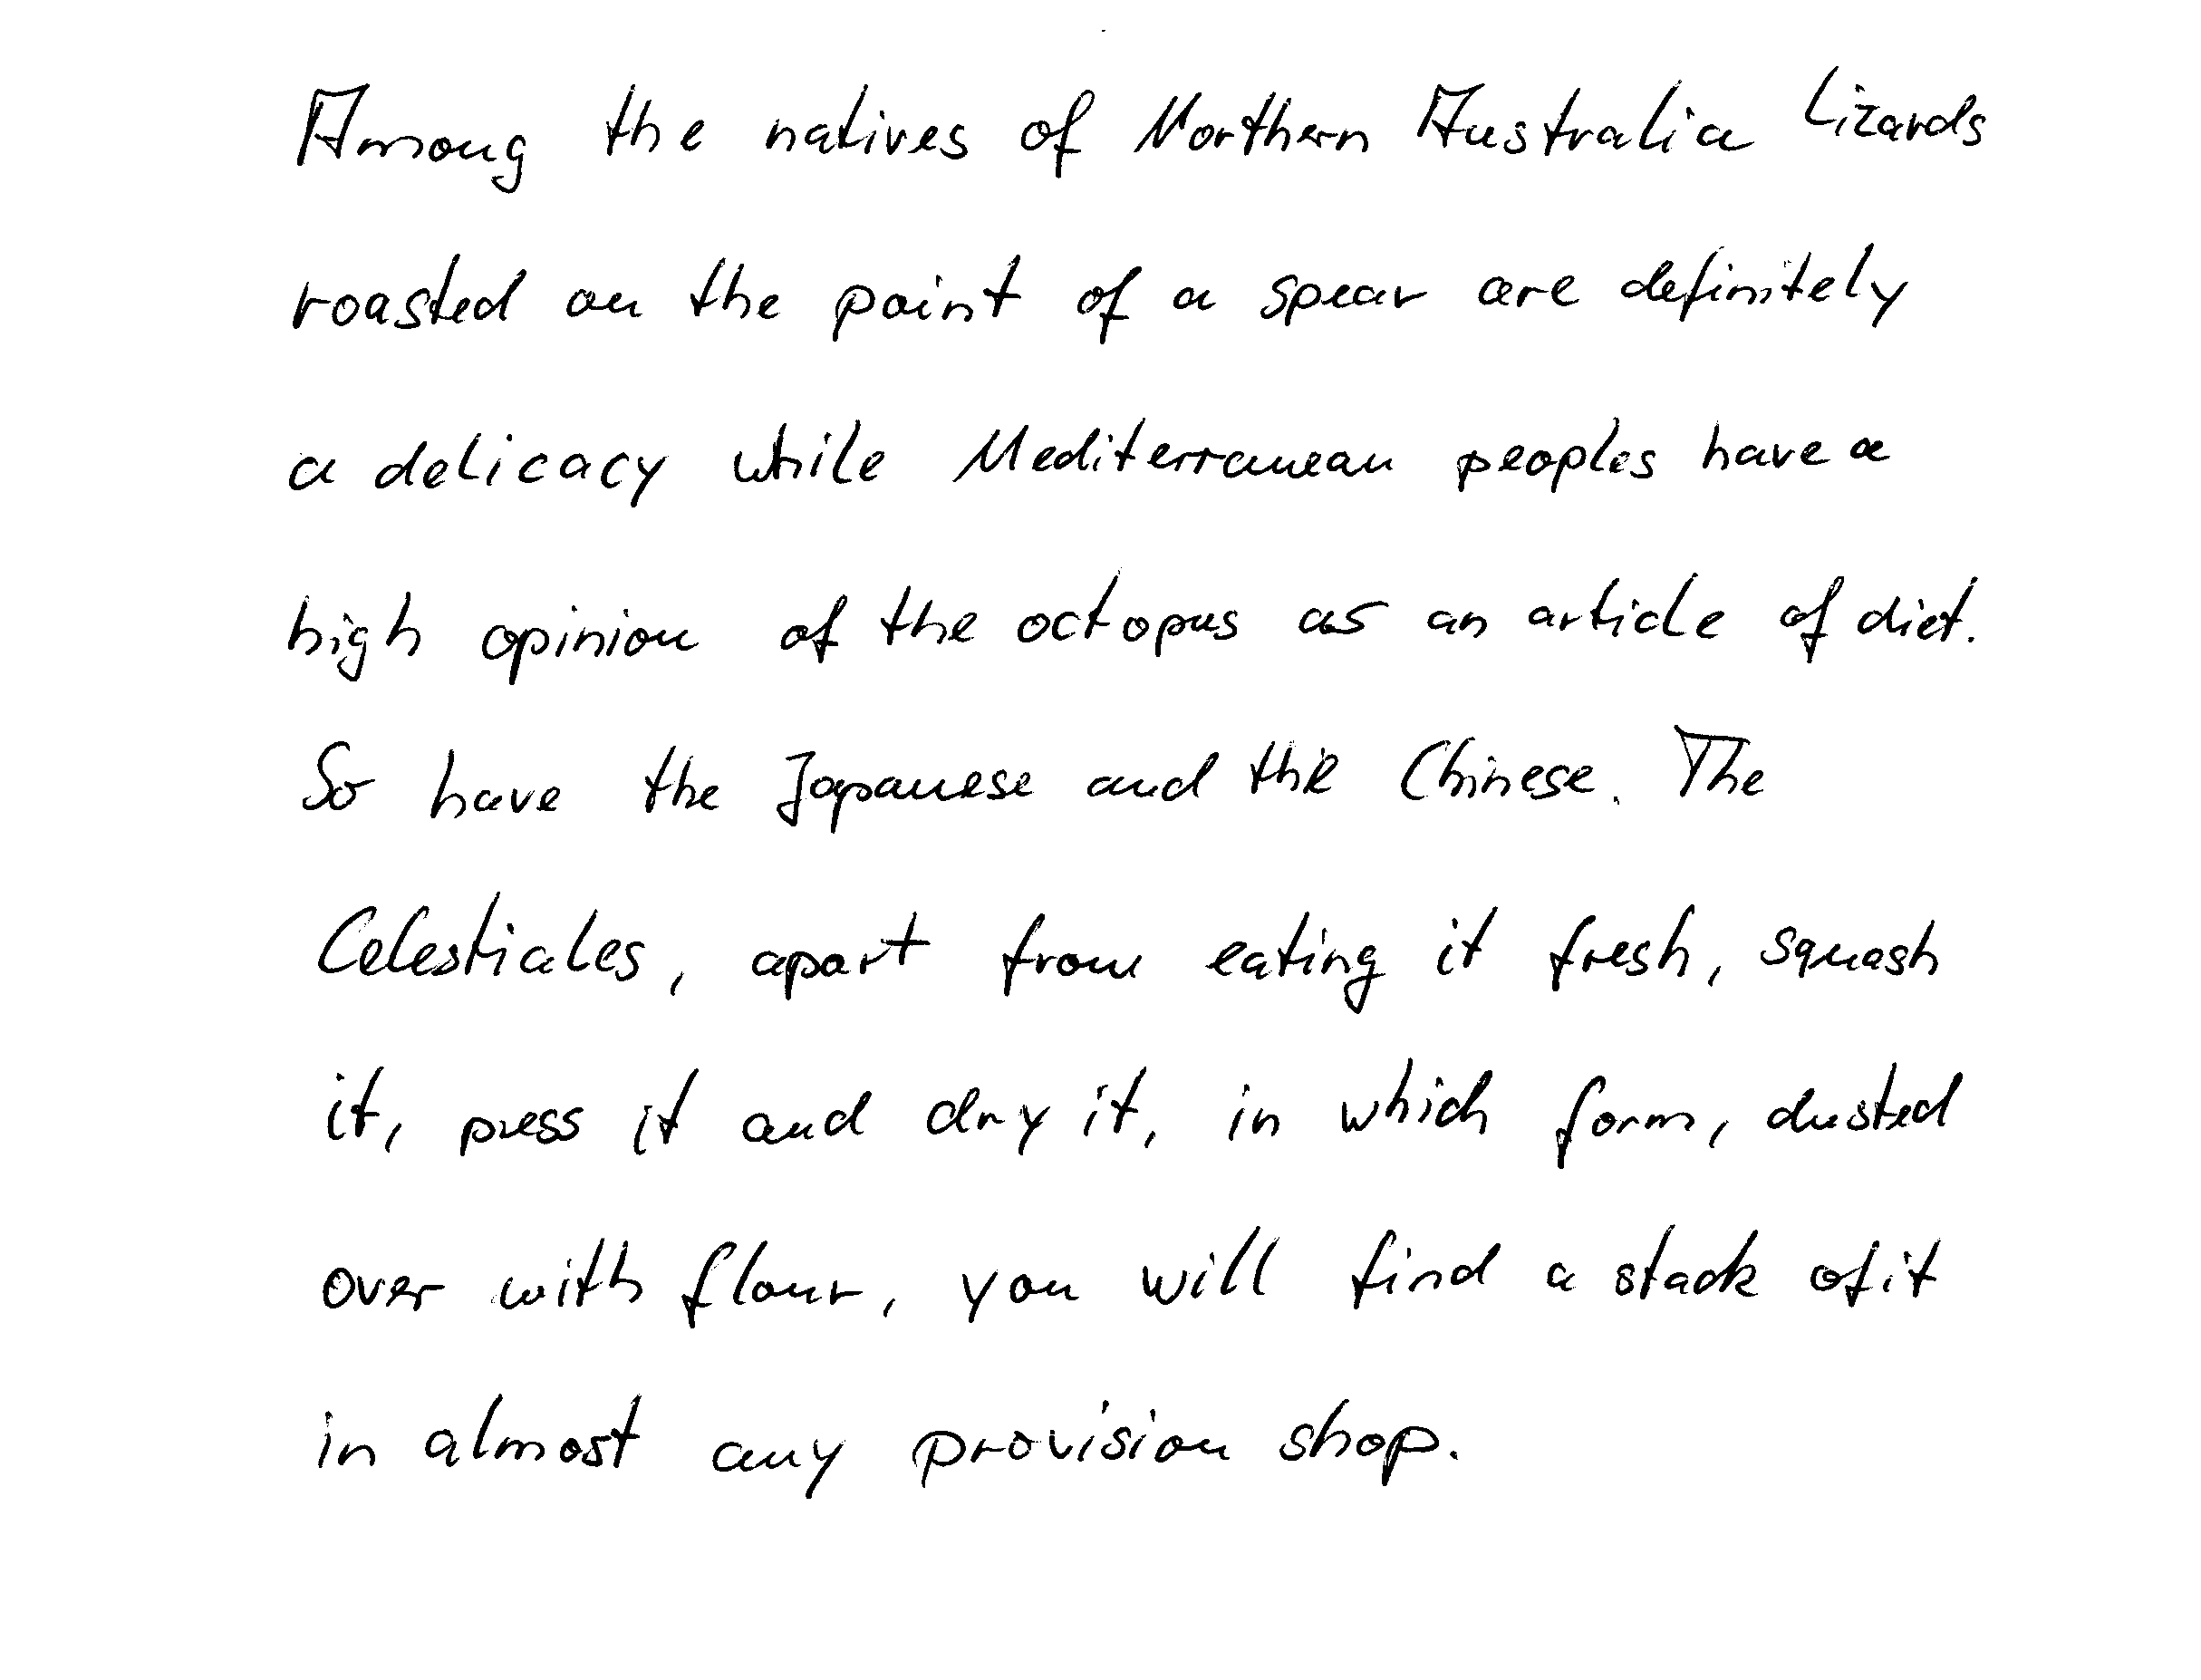 Among the natives of Northern Australia Lizards
roasted on the point of a spear are definitely
a delicacy while Mediterranean peoples have a
high opinion of the octopus as an article of diet.
So have the Japanese and the Chinese. The
Celestiales, apart from eating it fresh, squash
it, press it and dry it, in which form, dusted
over with flour, you will find a stack of it
in almost any provision shop.